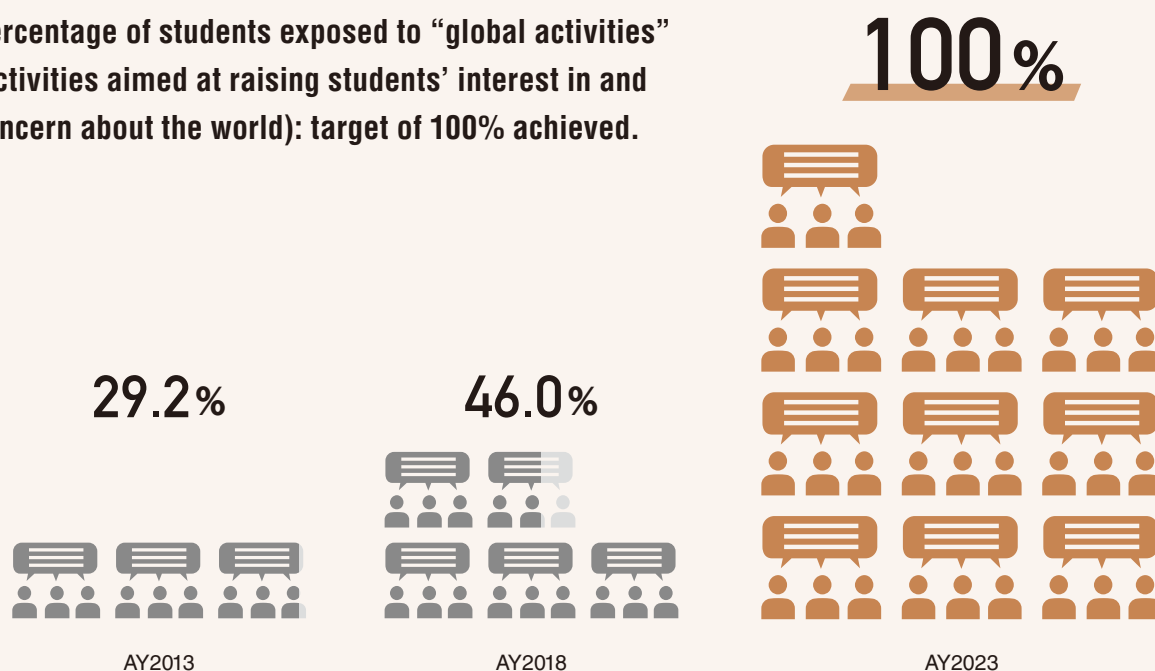 ercentage of students exposed to “global activities”
ctivities aimed at raising students’ interest in and
ncern about the world): target of 100% achieved.
100%
29.2%
46.0%
AY2013
AY2018
AY2023